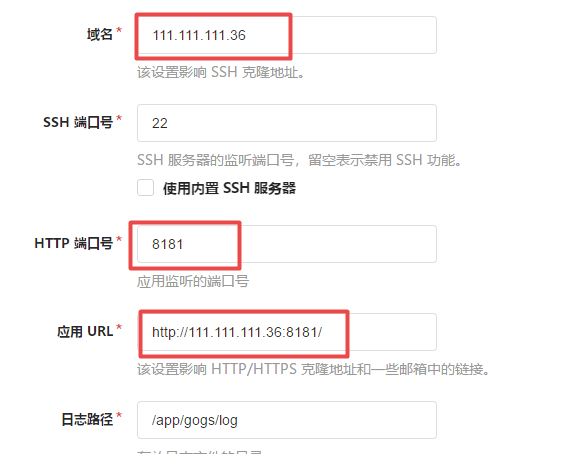 域名* 111.111.111.36
该设置影响 SSH 克隆地址。
SSH 端口号* 22
SSH 服务器的监听端口号，留空表示禁用 SSH 功能。
使用内置 SSH 服务器
HTTP 端口号* 8181
应用监听的端口号
应用 URL* http://111.111.111.36:8181/
该设置影响 HTTP/HTTPS 克隆地址和一些邮箱中的链接。
日志路径* /app/gogs/log